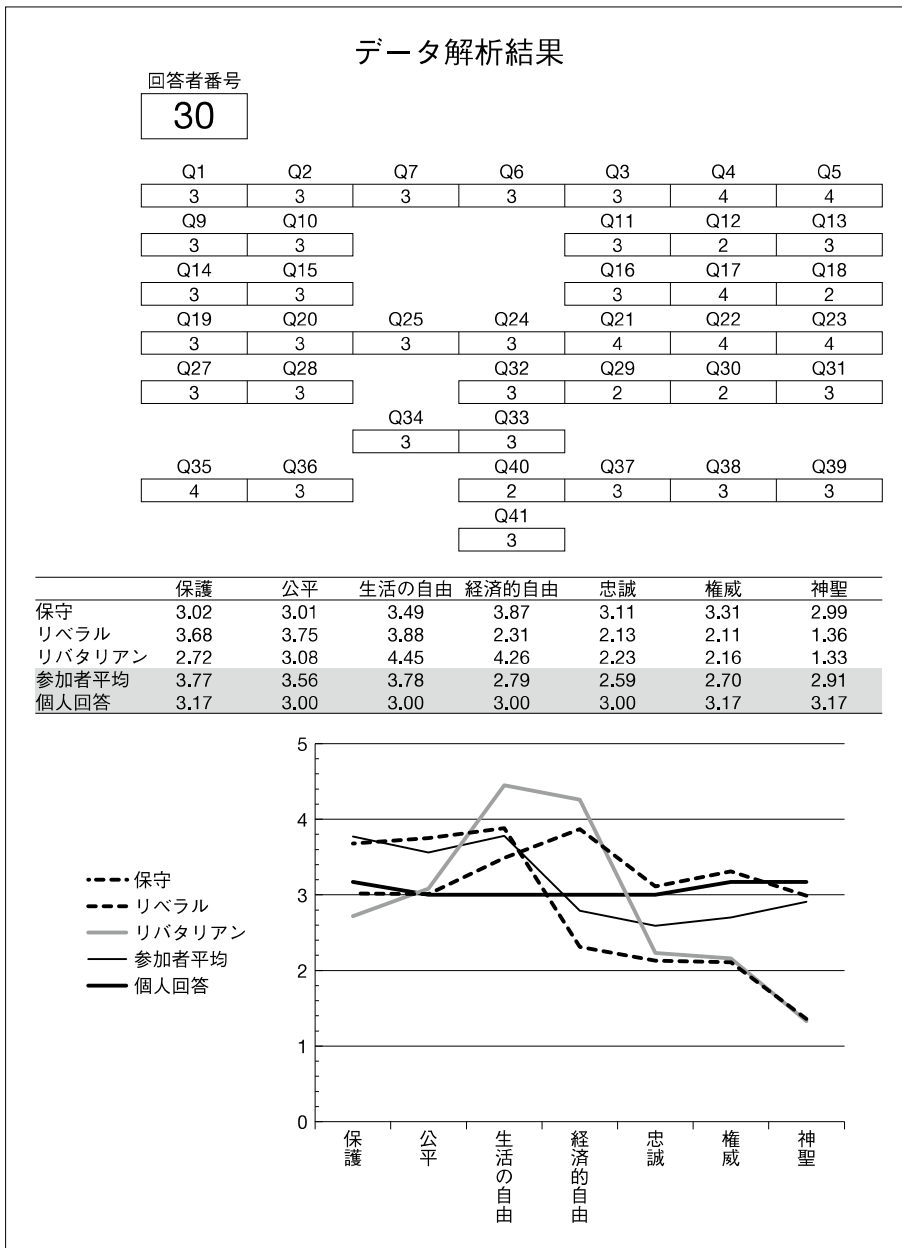 データ解析結果
回答者番号
30
Q1 Q2 Q7 Q6 Q3 Q4 Q5
3 3 3 3 3 4 4
Q9 Q10 Q11 Q12 Q13
3 3 3 2 3
Q14 Q15 Q16 Q17 Q18
3 3 3 4 2
Q19 Q20 Q25 Q24 Q21 Q22 Q23
3 3 3 3 4 4 4
Q27 Q28 Q32 Q29 Q30 Q31
3 3 3 2 2 3
Q34 Q33
3 3
Q35 Q36 Q40 Q37 Q38 Q39
4 3 2 3 3 3
Q41
3
保護 公平 生活の自由 経済的自由 忠誠 権威 神聖
保守 3.02 3.01 3.49 3.87 3.11 3.31 2.99
リベラル 3.68 3.75 3.88 2.31 2.13 2.11 1.36
リバタリアン 2.72 3.08 4.45 4.26 2.23 2.16 1.33
参加者平均 3.77 3.56 3.78 2.79 2.59 2.70 2.91
個人回答 3.17 3.00 3.00 3.00 3.00 3.17 3.17
保守
リベラル
リバタリアン
参加者平均
個人回答
5
4
3
2
1
0
保護
公平
生活の自由
経済的自由
忠誠
権威
神聖